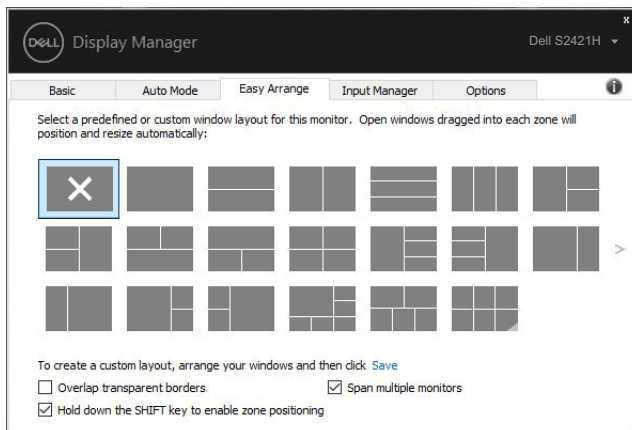 x
DELL Display Manager Dell S2421H
Basic Auto Mode Easy Arrange Input Manager Options
Select a predefined or custom window layout for this monitor. Open windows dragged into each zone will
position and resize automatically:
To create a custom layout, arrange your windows and then click Save
Overlap transparent borders Span multiple monitors
Hold down the SHIFT key to enable zone positioning